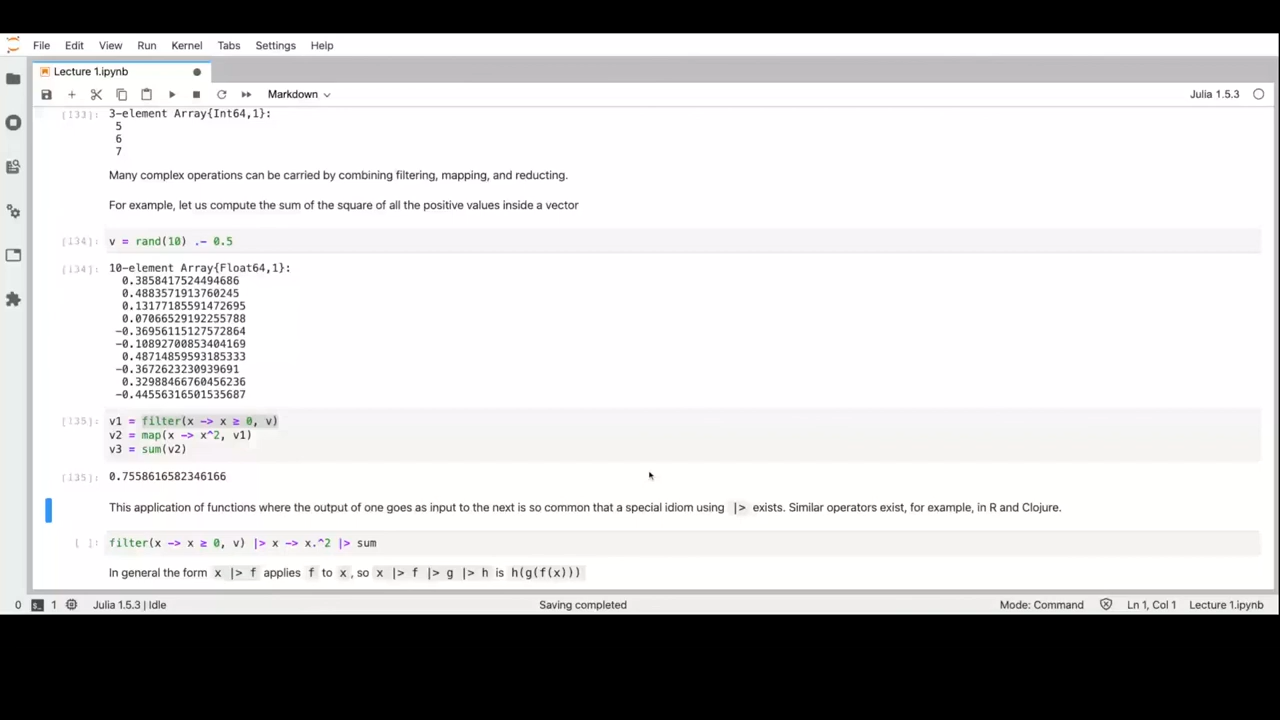 File Edit View Run Kernel Tabs Settings Help
Lecture 1.ipynb
Markdown Julia 1.5.3
[133]: 3-element Array{Int64,1}:
5
6
7
Many complex operations can be carried by combining filtering, mapping, and reducting.
For example, let us compute the sum of the square of all the positive values inside a vector
[134]: v = rand(10) .- 0.5
[134]: 10-element Array{Float64,1}:
0.3858417524494686
0.4883571913760245
0.13177185591472695
0.07066529192255788
-0.36956115127572864
-0.10892700853404169
0.48714859593185333
-0.3672623230939691
0.32988466760456236
-0.44556316501535687
[135]: v1 = filter(x -> x ≥ 0, v)
v2 = map(x -> x^2, v1)
v3 = sum(v2)
[135]: 0.7558616582346166
This application of functions where the output of one goes as input to the next is so common that a special idiom using |> exists. Similar operators exist, for example, in R and Clojure.
[ ]: filter(x -> x ≥ 0, v) |> x -> x.^2 |> sum
In general the form x |> f applies f to x, so x |> f |> g |> h is h(g(f(x)))
0 1 Julia 1.5.3 | Idle Saving completed Mode: Command Ln 1, Col 1 Lecture 1.ipynb